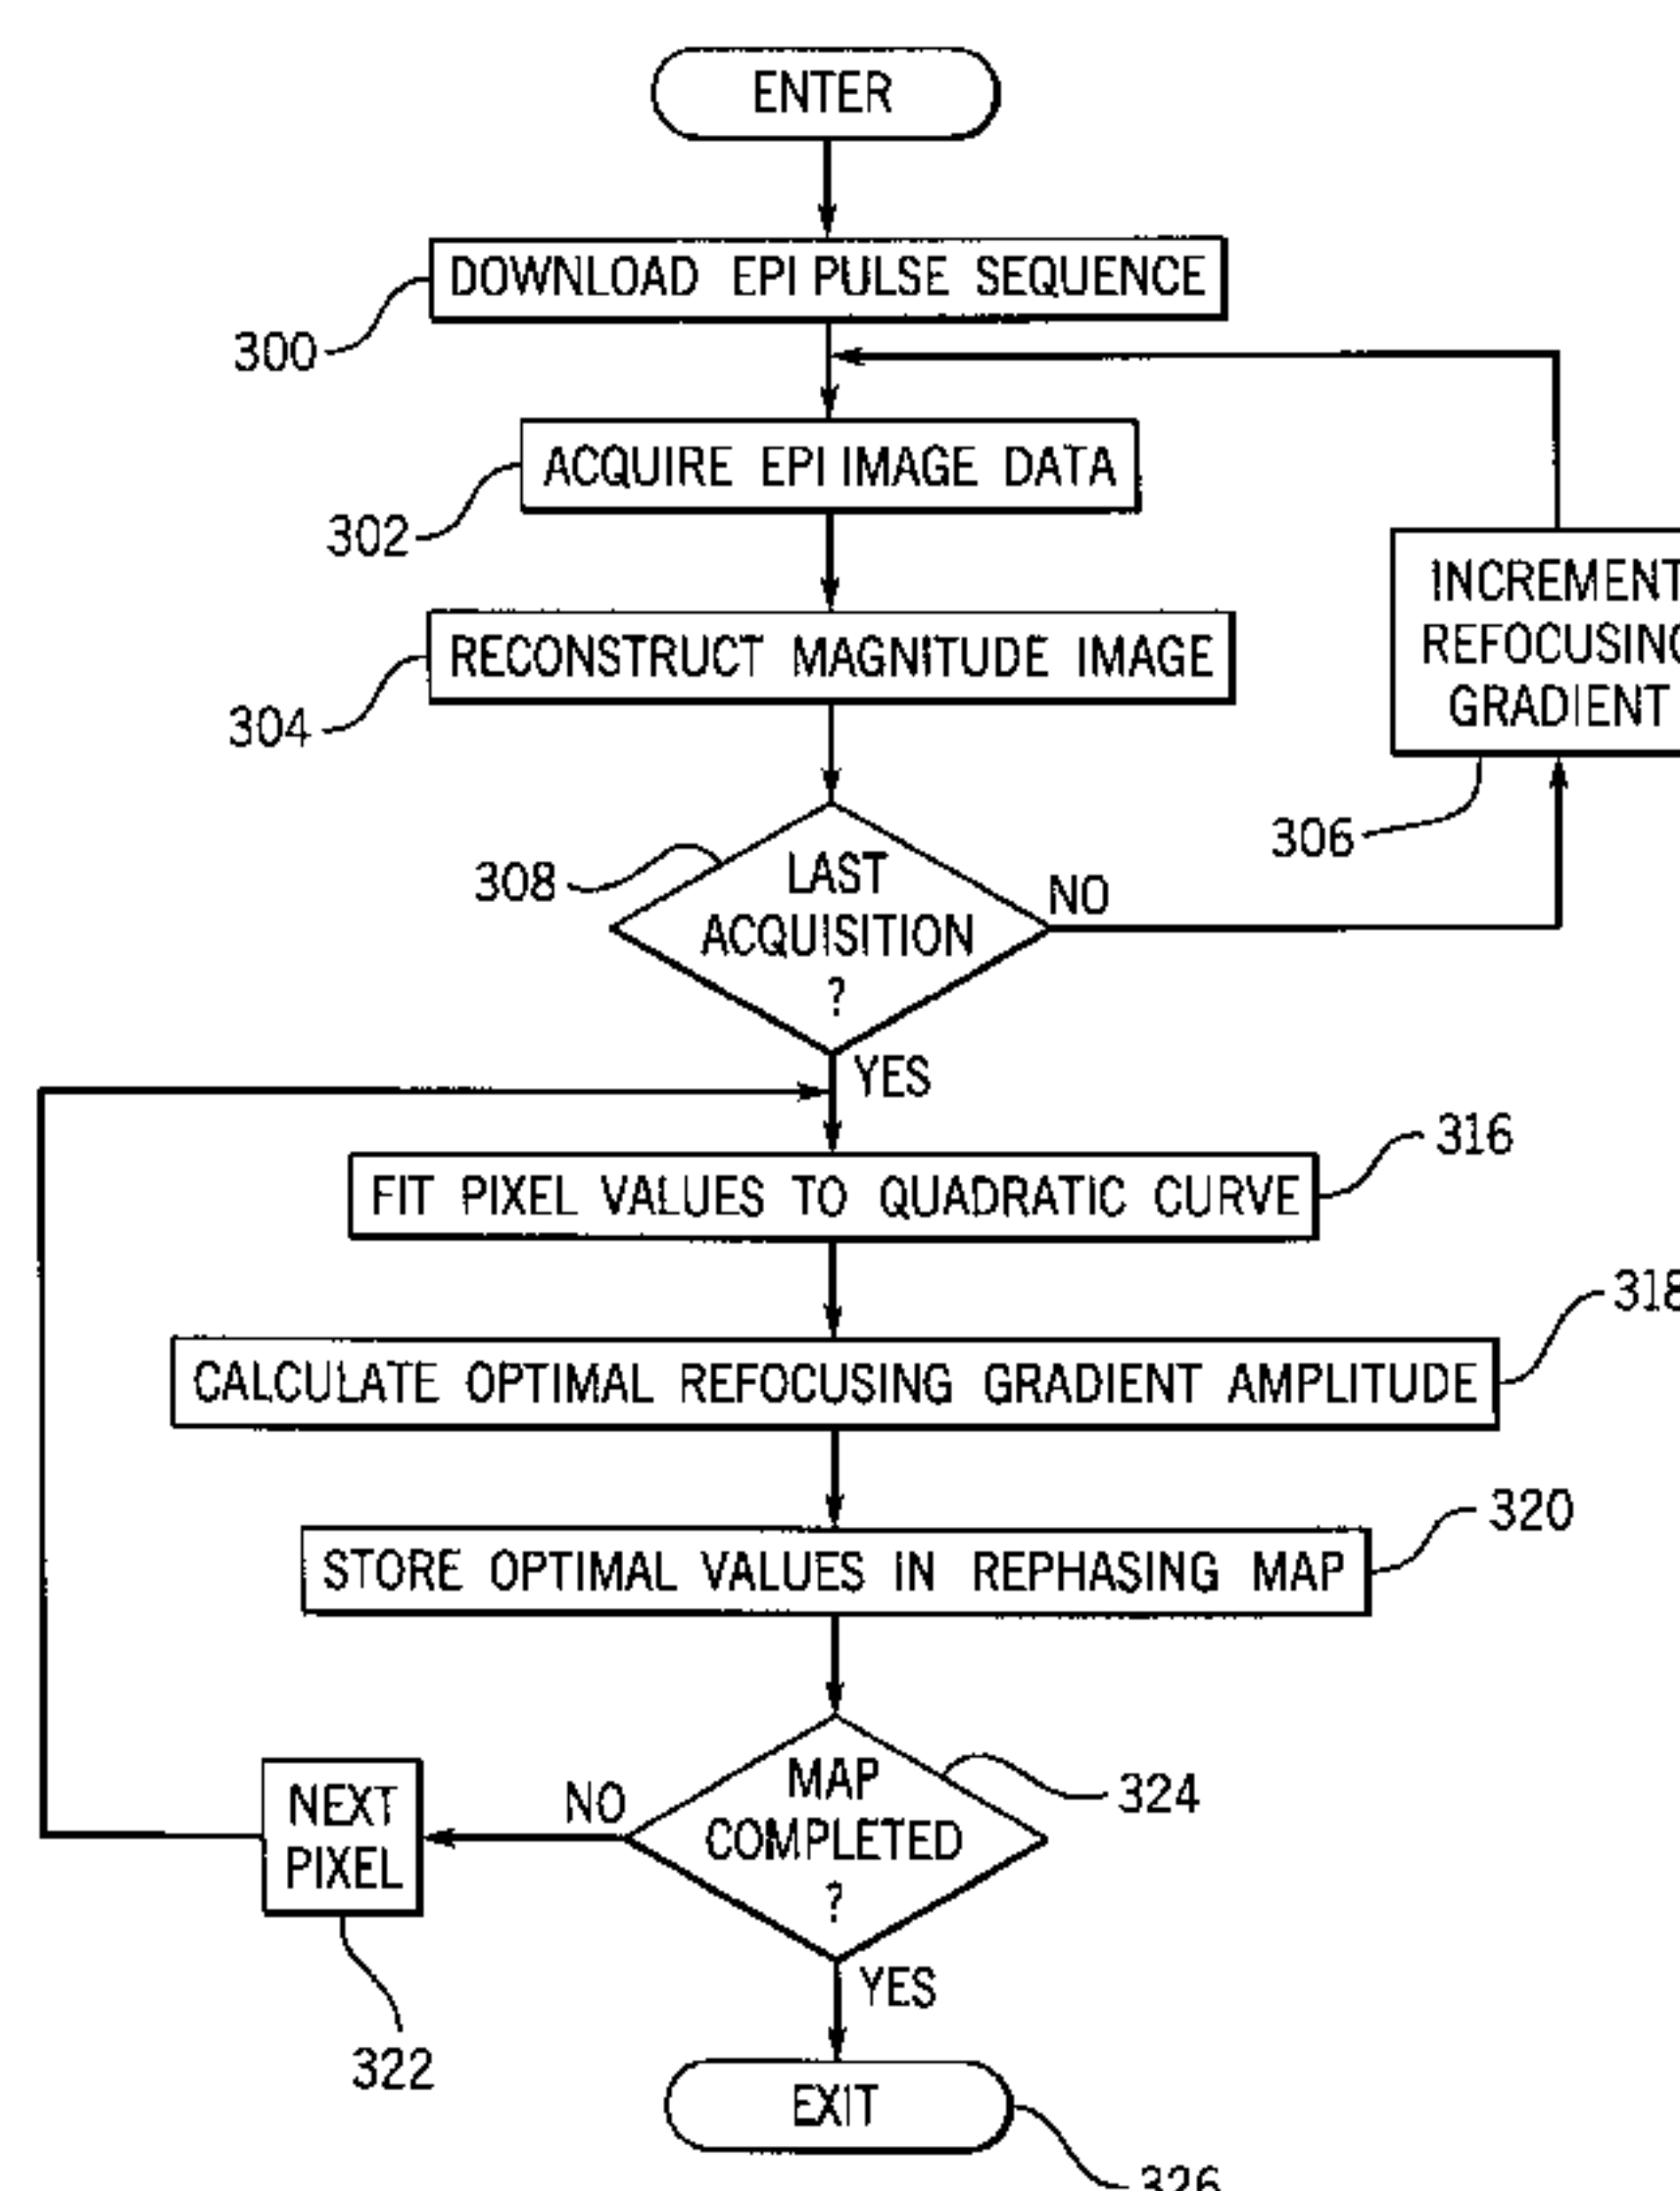 ENTER
DOWNLOAD EPI PULSE SEQUENCE
300
ACQUIRE EPI IMAGE DATA
302
INCREMENT
REFOCUSING
GRADIENT
306
RECONSTRUCT MAGNITUDE IMAGE
304
308
LAST
ACQUISITION
?
NO
YES
316
FIT PIXEL VALUES TO QUADRATIC CURVE
318
CALCULATE OPTIMAL REFOCUSING GRADIENT AMPLITUDE
320
STORE OPTIMAL VALUES IN REPHASING MAP
MAP
COMPLETED
?
324
NO
NEXT
PIXEL
322
YES
EXIT
326